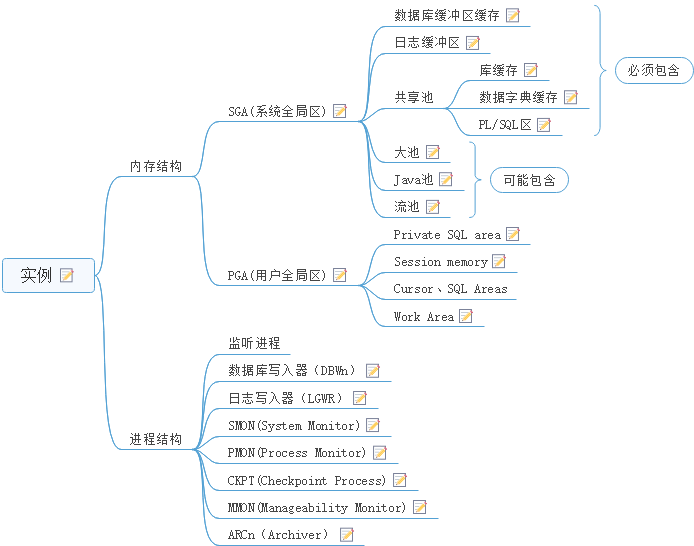 实例
内存结构
SGA(系统全局区)
数据库缓冲区缓存
日志缓冲区
共享池
库缓存
数据字典缓存
PL/SQL区
必须包含
大池
Java池
流池
可能包含
PGA(用户全局区)
Private SQL area
Session memory
Cursor、SQL Areas
Work Area
进程结构
监听进程
数据库写入器（DBWn）
日志写入器（LGWR）
SMON(System Monitor)
PMON(Process Monitor)
CKPT(Checkpoint Process)
MMON(Manageability Monitor)
ARCn（Archiver）